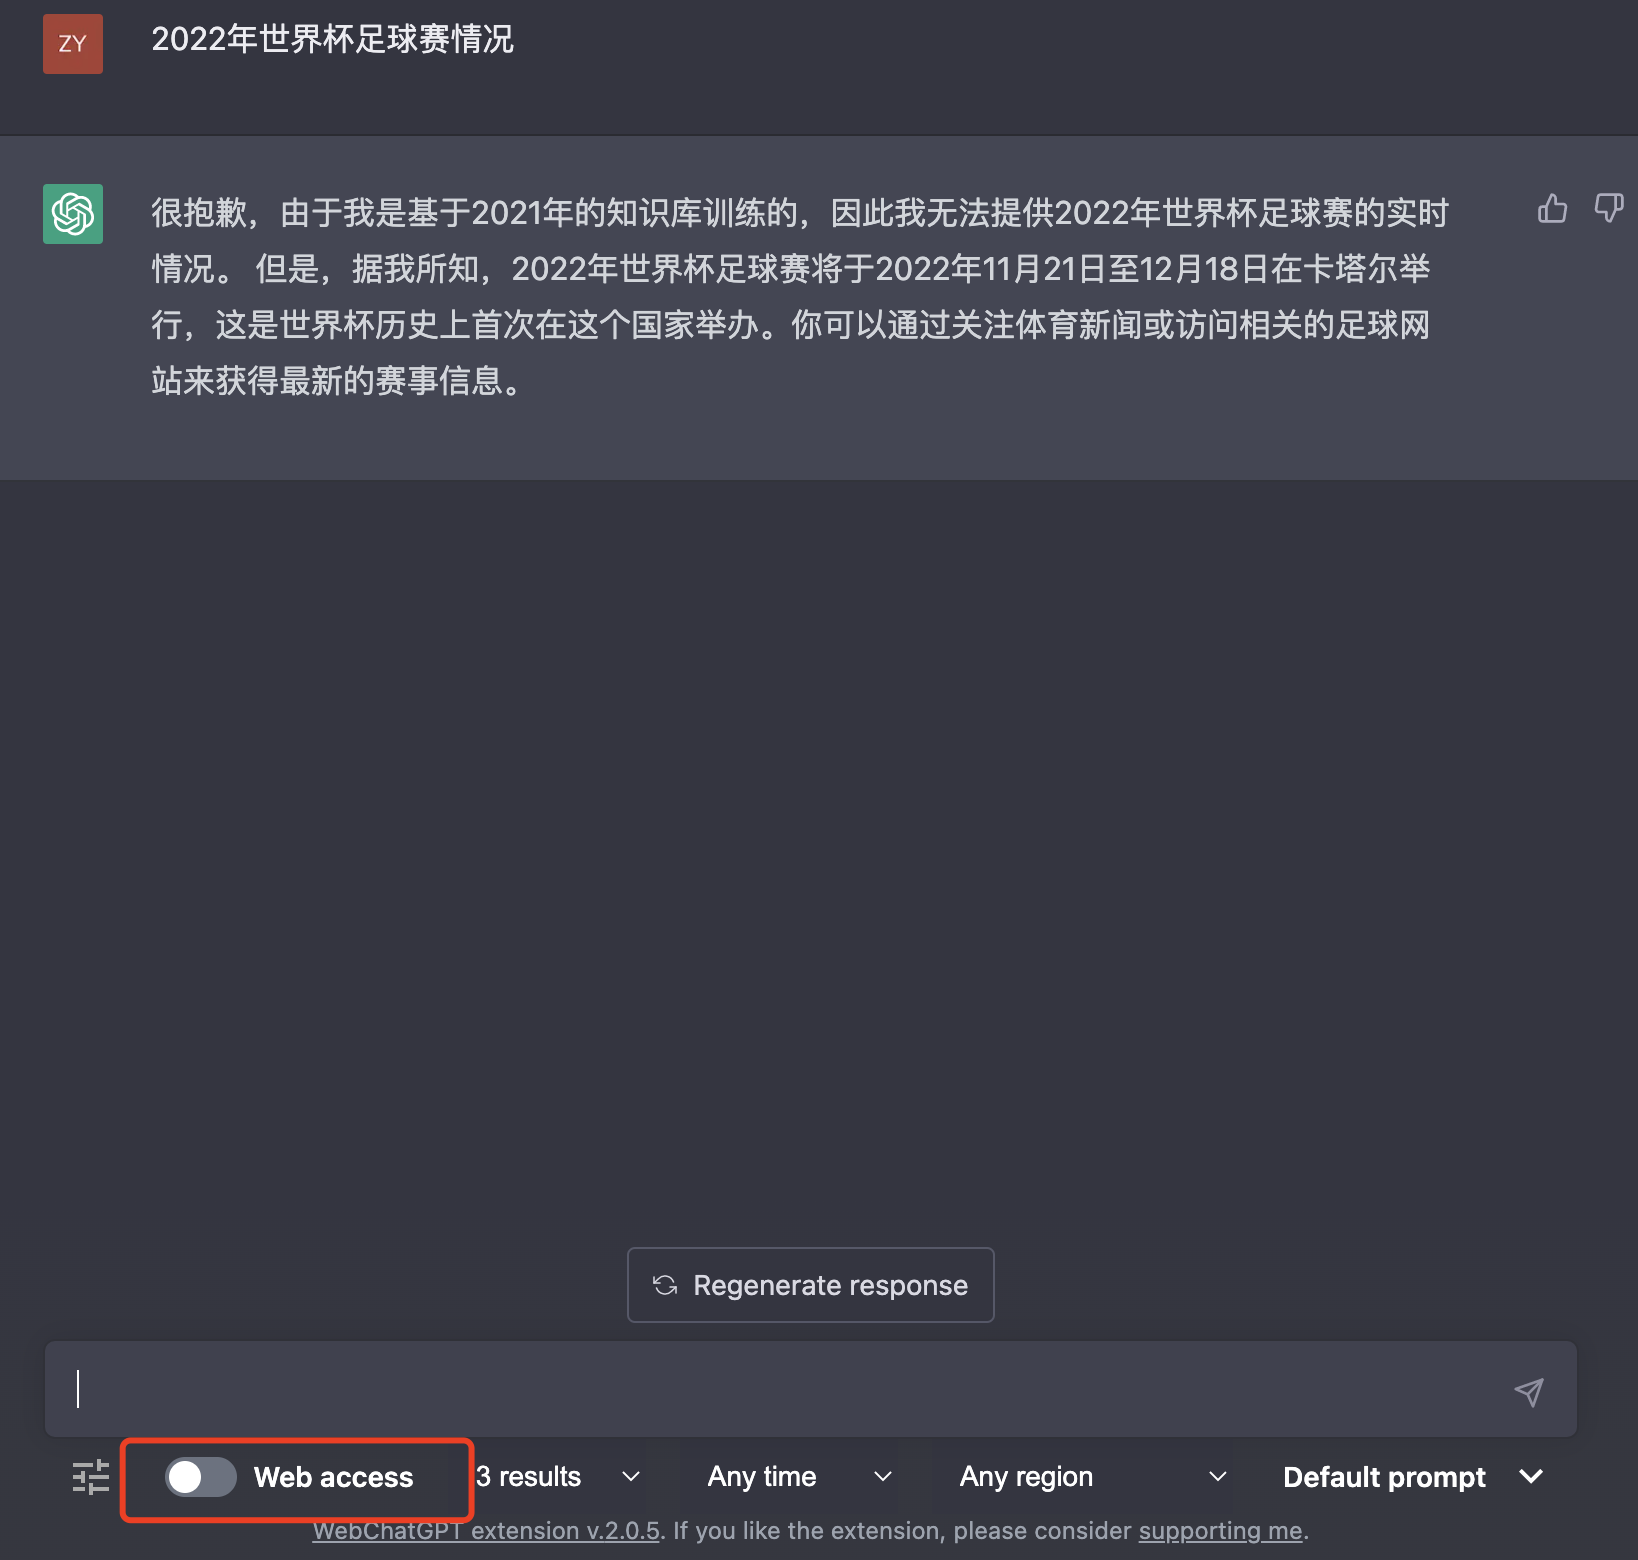 ZY
2022年世界杯足球赛情况
很抱歉，由于我是基于2021年的知识库训练的，因此我无法提供2022年世界杯足球赛的实时
情况。 但是，据我所知，2022年世界杯足球赛将于2022年11月21日至12月18日在卡塔尔举
行，这是世界杯历史上首次在这个国家举办。你可以通过关注体育新闻或访问相关的足球网
站来获得最新的赛事信息。
Regenerate response
Web access 3 results Any time Any region Default prompt
WebChatGPT extension v.2.0.5. If you like the extension, please consider supporting me.